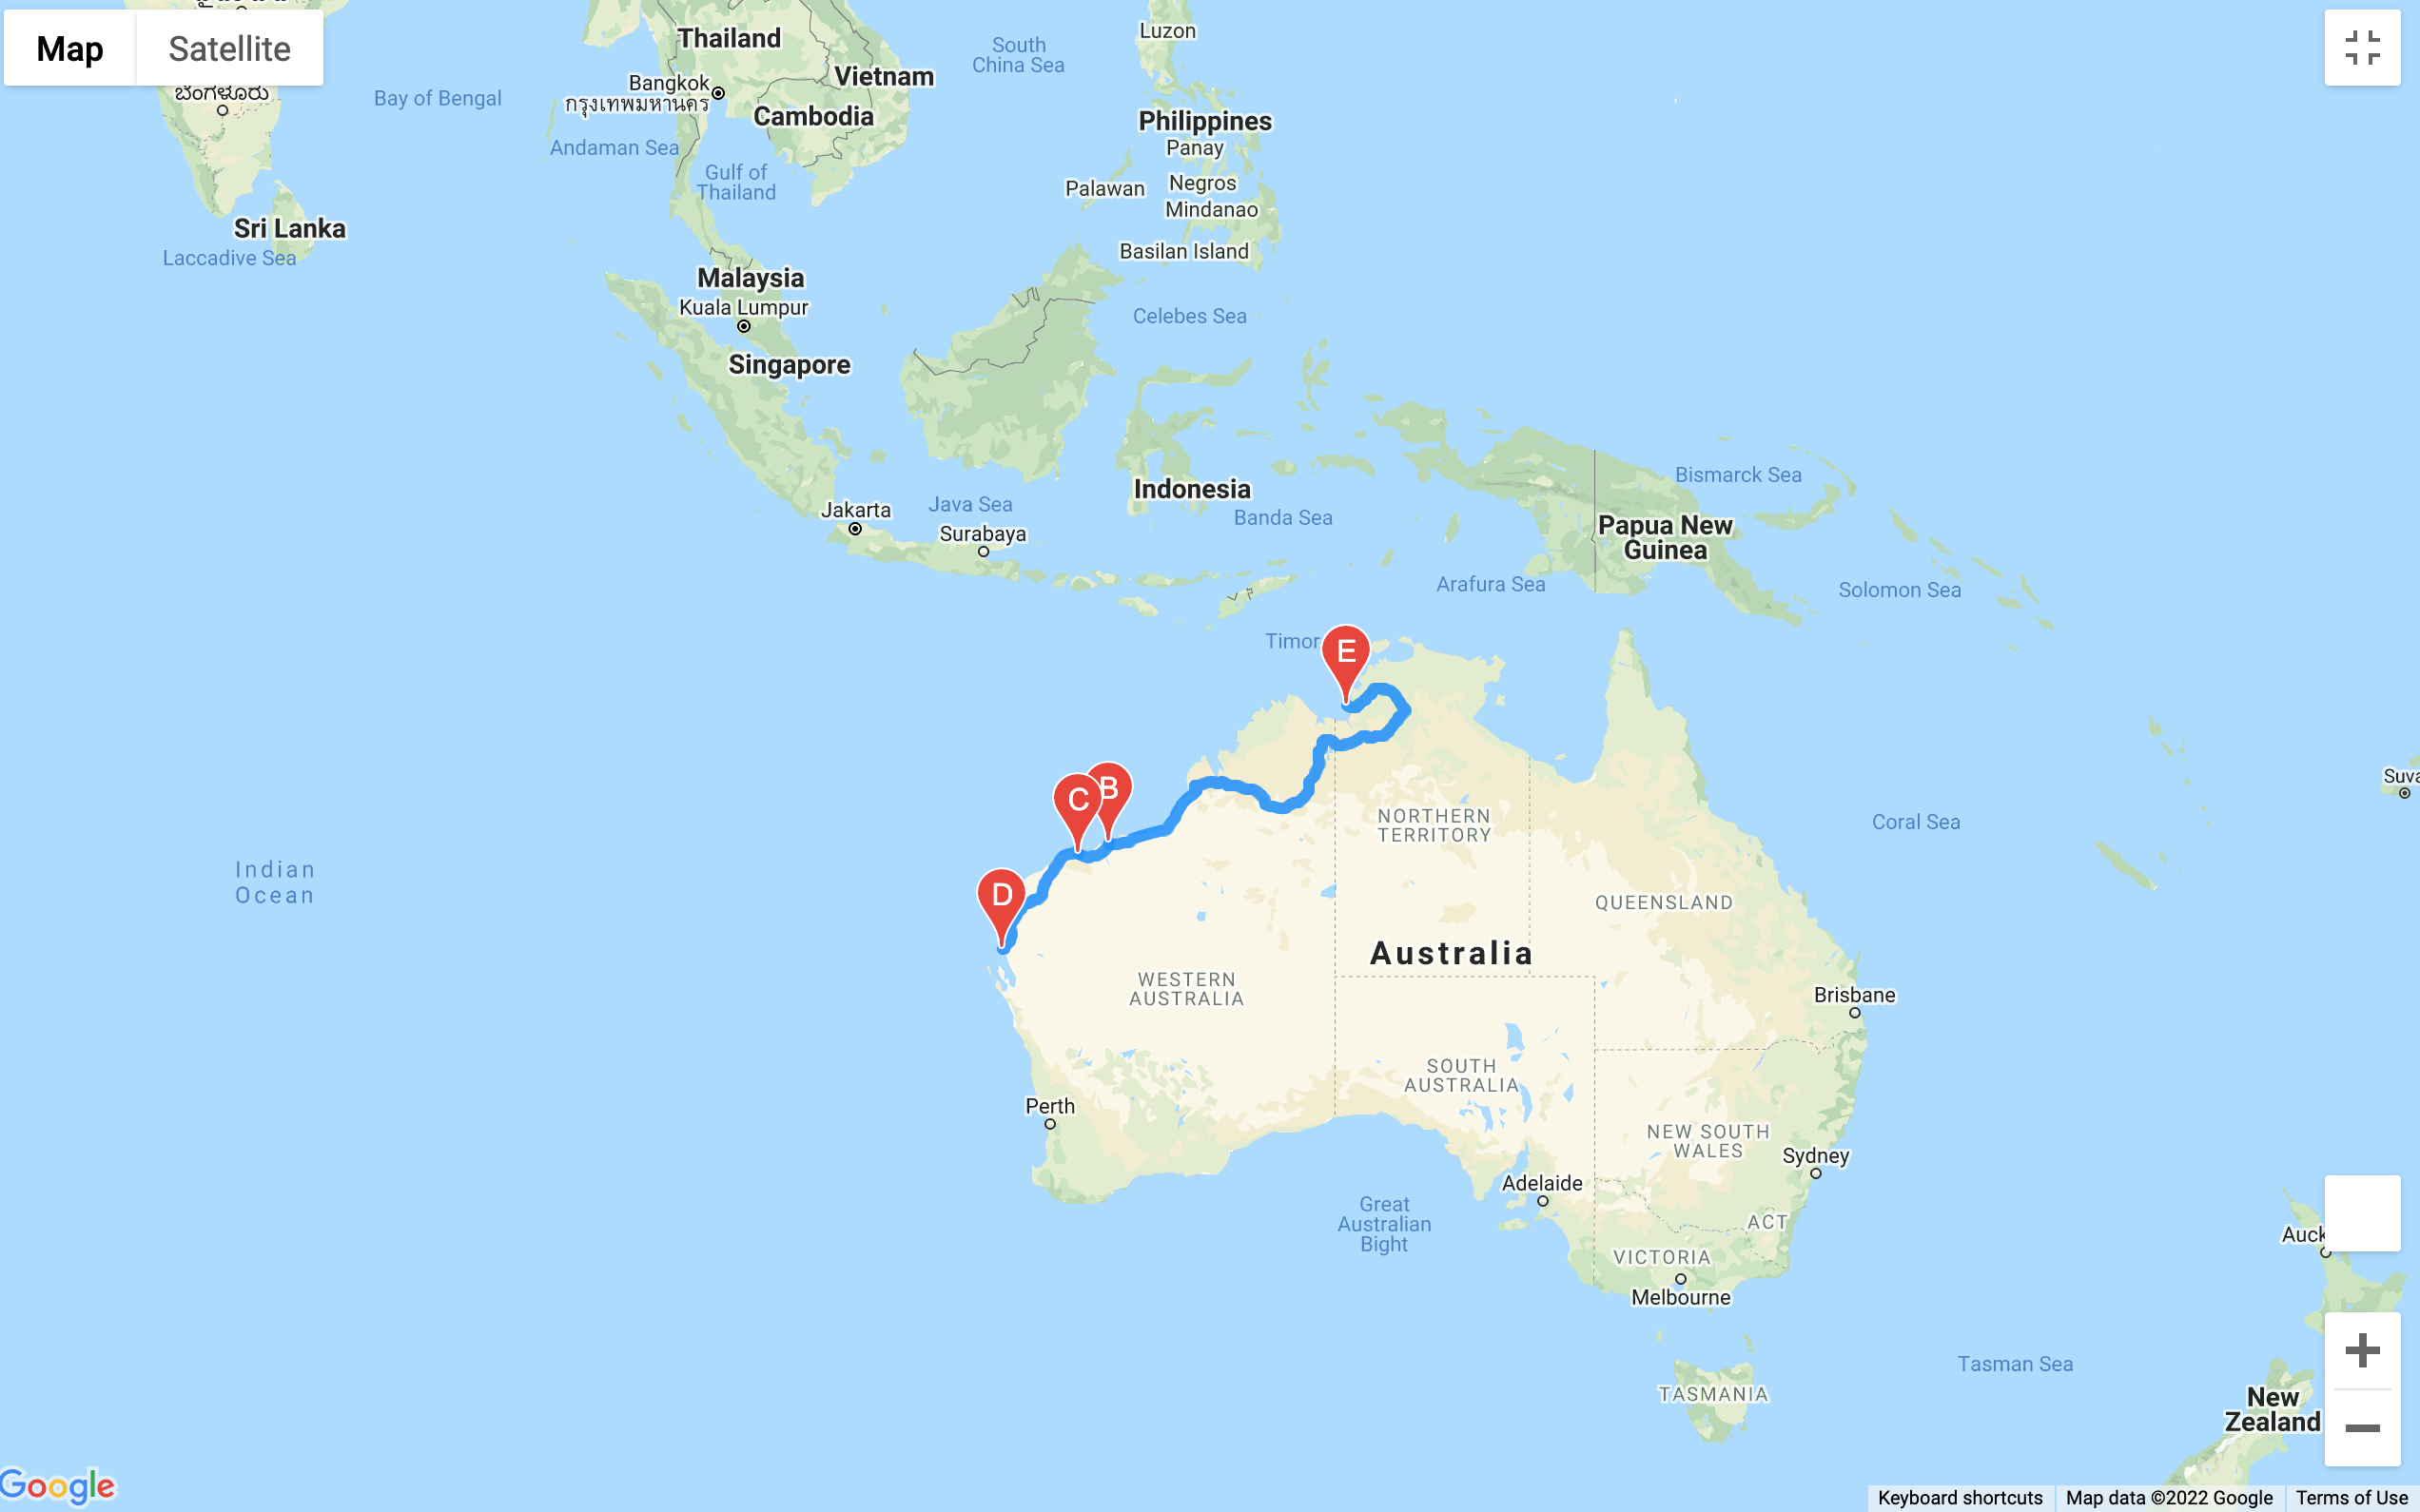 Map
Satellite
ಬೆಂಗಳೂರು
Bay of Bengal
Thailand
Bangkok
กรุงเทพมหานคร
Vietnam
Cambodia
Andaman Sea
Gulf of
Thailand
South
China Sea
Luzon
Philippines
Panay
Palawan
Negros
Mindanao
Basilan Island
Sri Lanka
Laccadive Sea
Malaysia
Kuala Lumpur
Singapore
Celebes Sea
Indonesia
Jakarta
Java Sea
Surabaya
Banda Sea
Bismarck Sea
Papua New
Guinea
Arafura Sea
Solomon Sea
Timor
E
B
C
D
Indian
Ocean
NORTHERN
TERRITORY
Coral Sea
QUEENSLAND
Australia
WESTERN
AUSTRALIA
Brisbane
SOUTH
AUSTRALIA
Perth
NEW SOUTH
WALES
Sydney
Adelaide
Great
Australian
Bight
ACT
VICTORIA
Melbourne
TASMANIA
Tasman Sea
Suva
Auck
New
Zealand
Google
Keyboard shortcuts
Map data ©2022 Google
Terms of Use